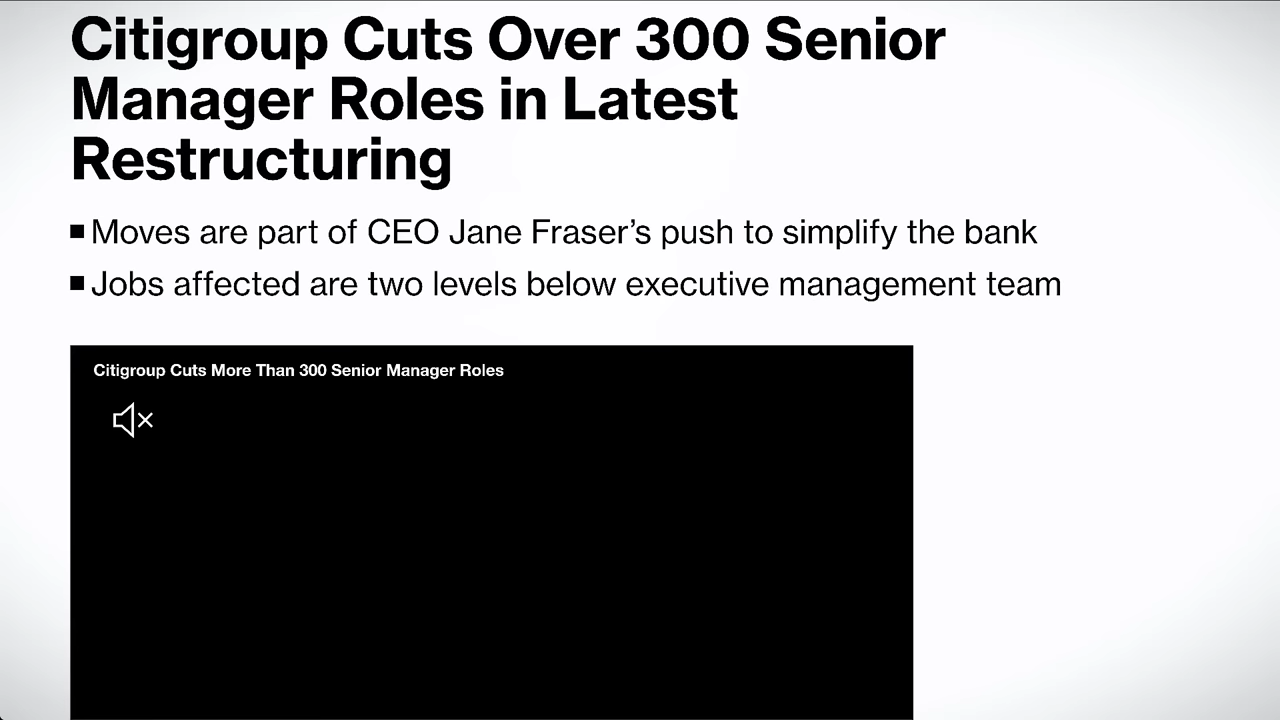 Citigroup Cuts Over 300 Senior
Manager Roles in Latest
Restructuring
Moves are part of CEO Jane Fraser’s push to simplify the bank
Jobs affected are two levels below executive management team
Citigroup Cuts More Than 300 Senior Manager Roles